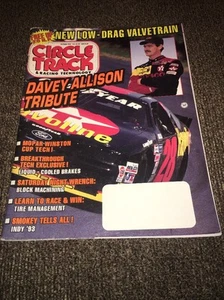 NEW LOW-DRAG VALVETRAIN
CIRCLE TRACK
& RACING TECHNOLOGY
DAVEY ALLISON
TRIBUTE
GOODYEAR
Ford
MOPAR WINSTON
CUP TECH!
BREAKTHROUGH
TECH EXCLUSIVE!
LIQUID-COOLED BRAKES
SATURDAY NIGHT WRENCH:
BLOCK MACHINING
LEARN TO RACE & WIN:
TIRE MANAGEMENT
SMOKEY TELLS ALL!
INDY '93